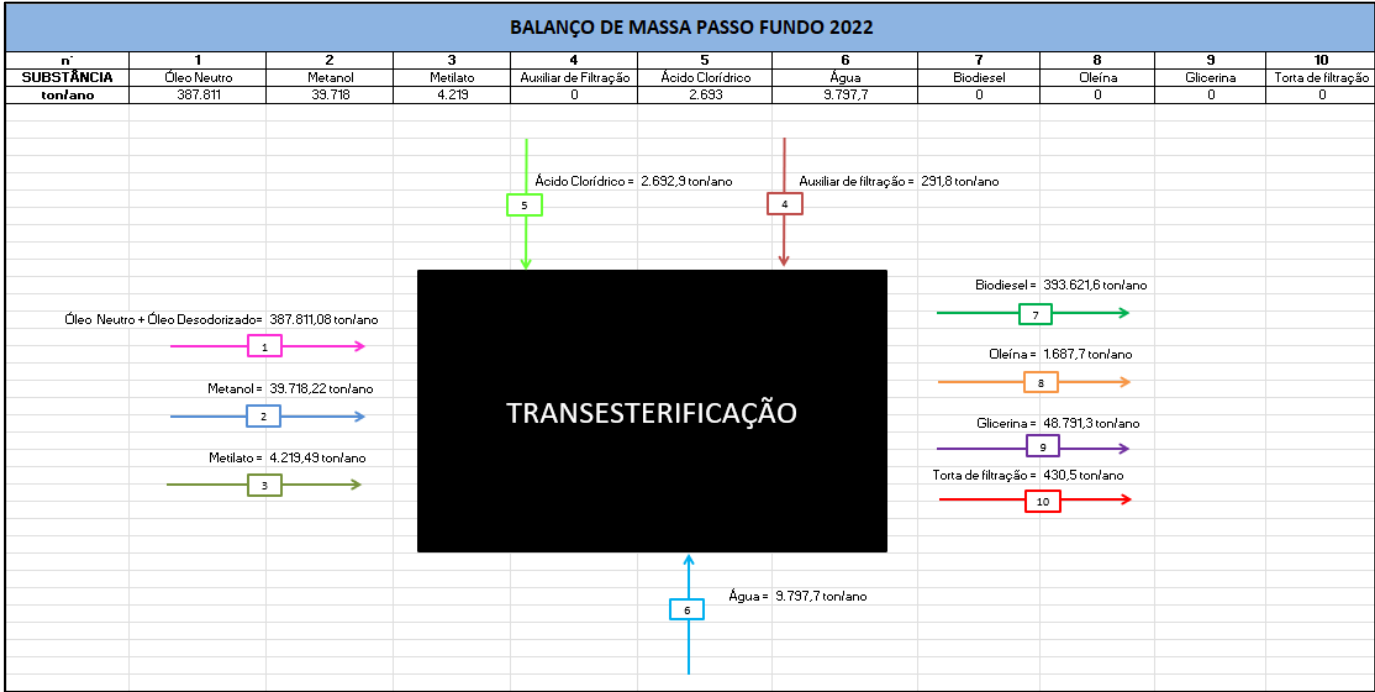 BALANÇO DE MASSA PASSO FUNDO 2022
n° 1 2 3 4 5 6 7 8 9 10
SUBSTÂNCIA Óleo Neutro Metanol Metilato Auxiliar de Filtração Ácido Clorídrico Água Biodiesel Oleína Glicerina Torta de filtração
ton/ano 387.811 39.718 4.219 0 2.693 9.797,7 0 0 0 0
Ácido Clorídrico = 2.692,9 ton/ano
Auxiliar de filtração = 291,8 ton/ano
5
4
Biodiesel = 393.621,6 ton/ano
7
Óleo Neutro + Óleo Desodorizado= 387.811,08 ton/ano
1
Oleína = 1.687,7 ton/ano
8
Metanol = 39.718,22 ton/ano
2
TRANSESTERIFICAÇÃO
Glicerina = 48.791,3 ton/ano
9
Metilato = 4.219,49 ton/ano
3
Torta de filtração = 430,5 ton/ano
10
Água = 9.797,7 ton/ano
6